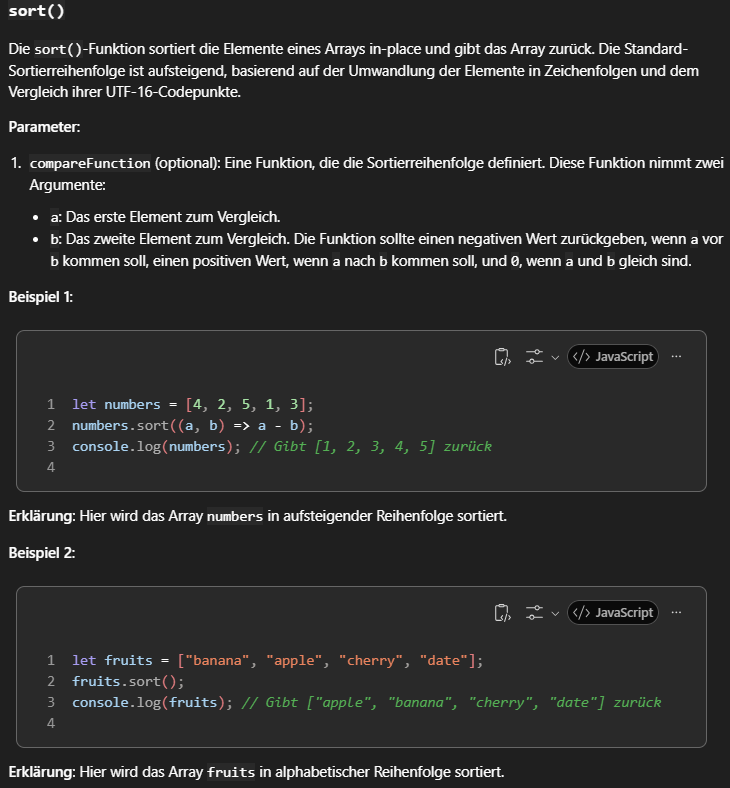 sort()
Die sort()-Funktion sortiert die Elemente eines Arrays in-place und gibt das Array zurück. Die Standard-
Sortierreihenfolge ist aufsteigend, basierend auf der Umwandlung der Elemente in Zeichenfolgen und dem
Vergleich ihrer UTF-16-Codepunkte.
Parameter:
1. compareFunction (optional): Eine Funktion, die die Sortierreihenfolge definiert. Diese Funktion nimmt zwei
Argumente:
• a: Das erste Element zum Vergleich.
• b: Das zweite Element zum Vergleich. Die Funktion sollte einen negativen Wert zurückgeben, wenn a vor
b kommen soll, einen positiven Wert, wenn a nach b kommen soll, und 0, wenn a und b gleich sind.
Beispiel 1:
</> JavaScript ...
1 let numbers = [4, 2, 5, 1, 3];
2 numbers.sort((a, b) => a - b);
3 console.log(numbers); // Gibt [1, 2, 3, 4, 5] zurück
4
Erklärung: Hier wird das Array numbers in aufsteigender Reihenfolge sortiert.
Beispiel 2:
</> JavaScript ...
1 let fruits = ["banana", "apple", "cherry", "date"];
2 fruits.sort();
3 console.log(fruits); // Gibt ["apple", "banana", "cherry", "date"] zurück
4
Erklärung: Hier wird das Array fruits in alphabetischer Reihenfolge sortiert.